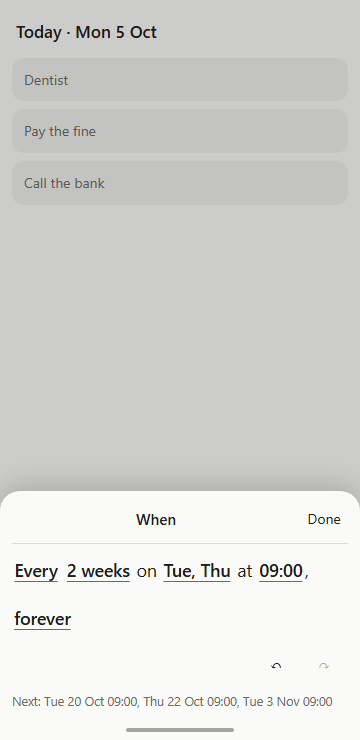 Today · Mon 5 Oct
Dentist
Pay the fine
Call the bank
When
Done
Every 2 weeks on Tue, Thu at 09:00,
forever
Next: Tue 20 Oct 09:00, Thu 22 Oct 09:00, Tue 3 Nov 09:00